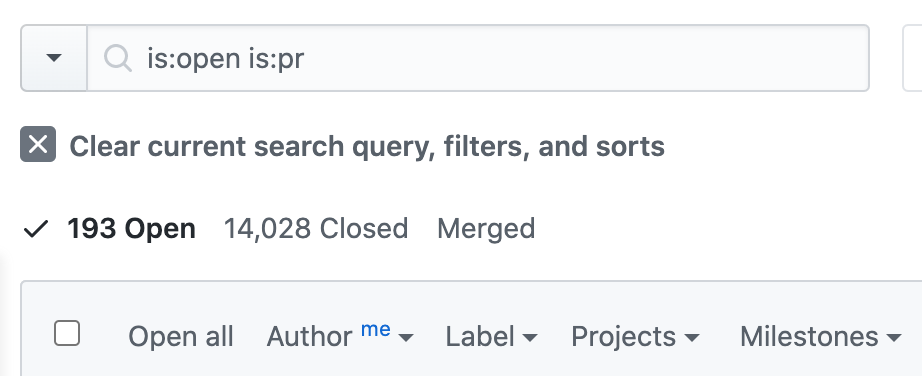 is:open is:pr
Clear current search query, filters, and sorts
193 Open 14,028 Closed Merged
Open all Author me Label Projects Milestones